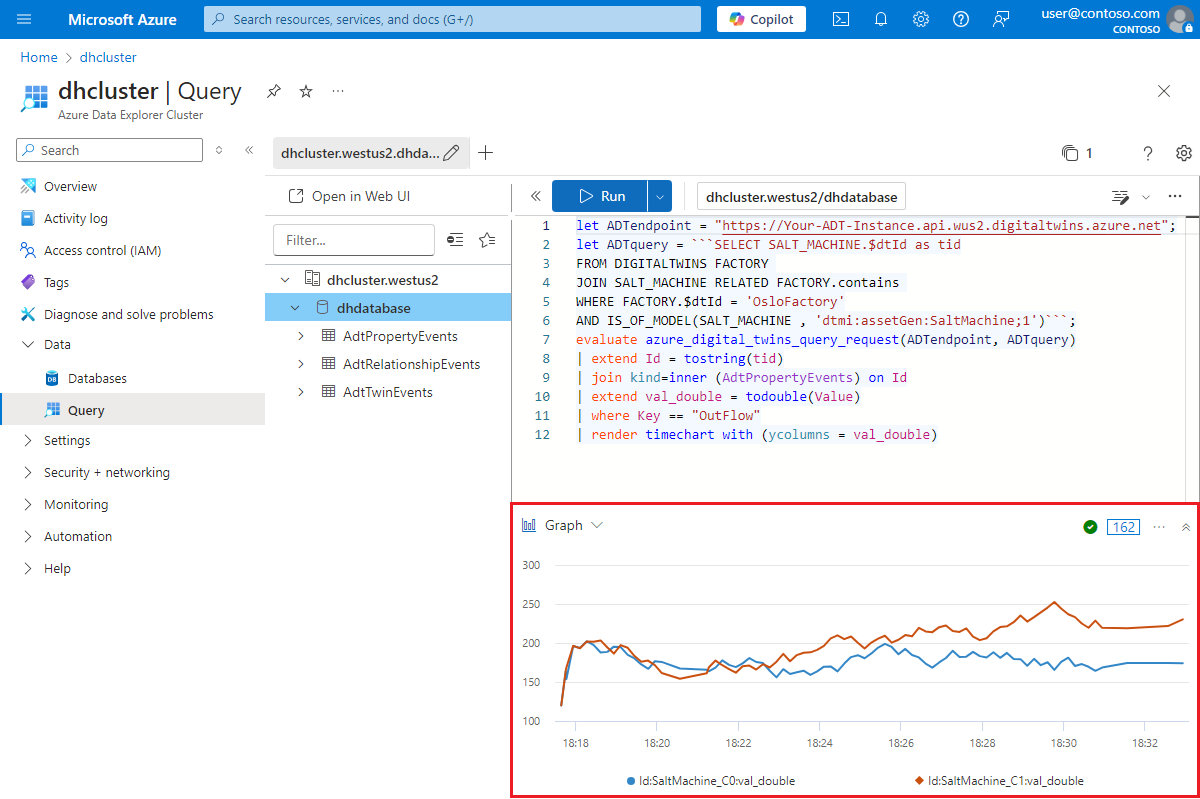 Microsoft Azure
Search resources, services, and docs (G+/)
Copilot
user@contoso.com
CONTOSO
Home > dhcluster
dhcluster | Query
Azure Data Explorer Cluster
Search
Overview
Activity log
Access control (IAM)
Tags
Diagnose and solve problems
Data
Databases
Query
Settings
Security + networking
Monitoring
Automation
Help
dhcluster.westus2.dhda...
1
Open in Web UI
Filter...
dhcluster.westus2
dhdatabase
AdtPropertyEvents
AdtRelationshipEvents
AdtTwinEvents
Run
dhcluster.westus2/dhdatabase
1 let ADTendpoint = "https://Your-ADT-Instance.api.wus2.digitaltwins.azure.net";
2 let ADTquery = ```SELECT SALT_MACHINE.$dtId as tid
3 FROM DIGITALTWINS FACTORY
4 JOIN SALT_MACHINE RELATED FACTORY.contains
5 WHERE FACTORY.$dtId = 'OsloFactory'
6 AND IS_OF_MODEL(SALT_MACHINE , 'dtmi:assetGen:SaltMachine;1')```;
7 evaluate azure_digital_twins_query_request(ADTendpoint, ADTquery)
8 | extend Id = tostring(tid)
9 | join kind=inner (AdtPropertyEvents) on Id
10 | extend val_double = todouble(Value)
11 | where Key == "OutFlow"
12 | render timechart with (ycolumns = val_double)
Graph
162
300
250
200
150
100
18:18 18:20 18:22 18:24 18:26 18:28 18:30 18:32
Id:SaltMachine_C0:val_double
Id:SaltMachine_C1:val_double